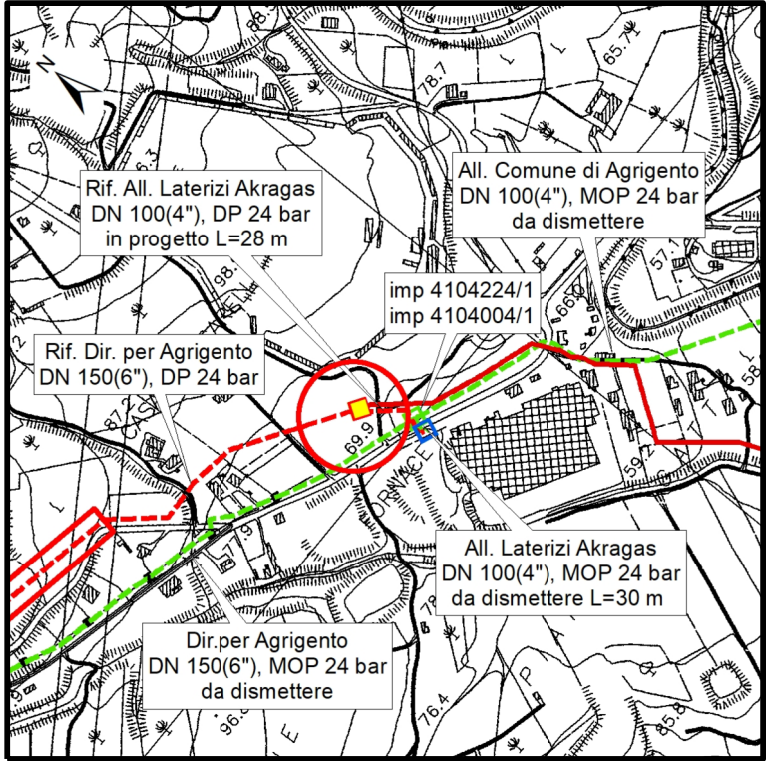 N
78.7
65.7
Rif. All. Laterizi Akragas
DN 100(4"), DP 24 bar
in progetto L=28 m
All. Comune di Agrigento
DN 100(4"), MOP 24 bar
da dismettere
57.1
98.
imp 4104224/1
imp 4104004/1
66.0
Rif. Dir. per Agrigento
DN 150(6"), DP 24 bar
87.2
69.9
59.2
58.
FORNACE
All. Laterizi Akragas
DN 100(4"), MOP 24 bar
da dismettere L=30 m
Dir.per Agrigento
DN 150(6"), MOP 24 bar
da dismettere
76.4
85.8
96.